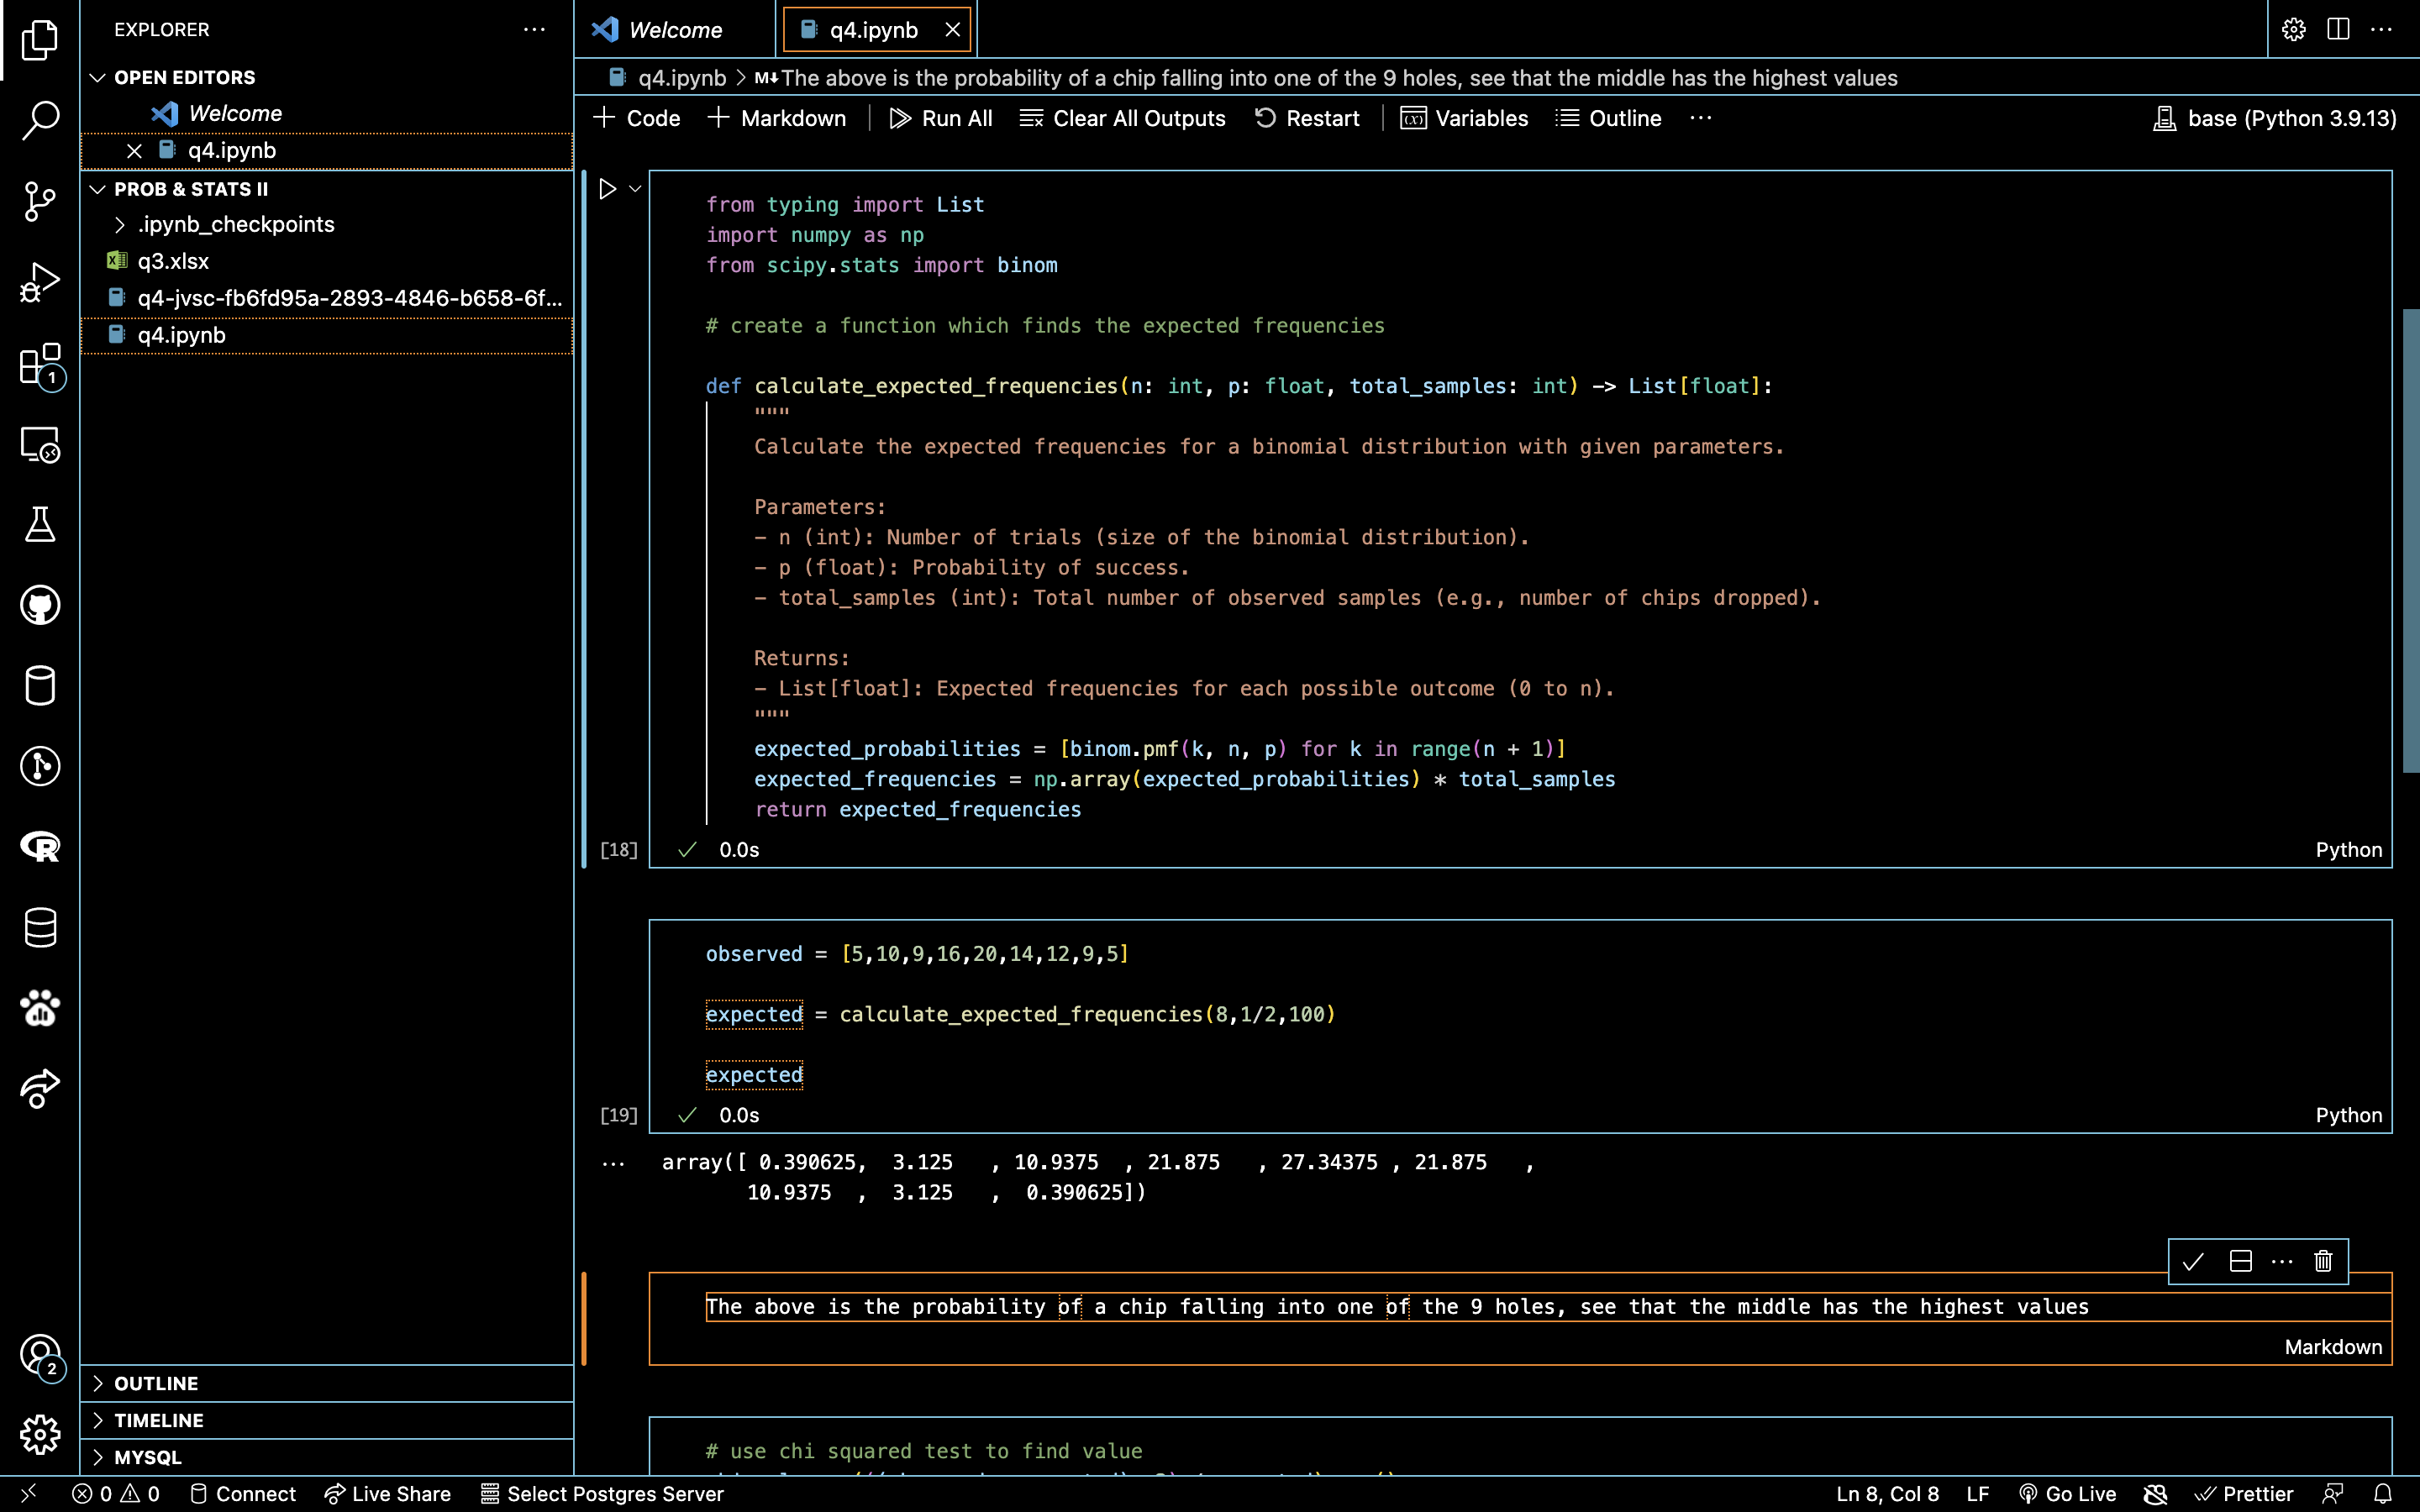 EXPLORER
OPEN EDITORS
Welcome
q4.ipynb
PROB & STATS II
.ipynb_checkpoints
q3.xlsx
q4-jvsc-fb6fd95a-2893-4846-b658-6f...
q4.ipynb
1
2
OUTLINE
TIMELINE
MYSQL
Welcome
q4.ipynb
q4.ipynb > M↓The above is the probability of a chip falling into one of the 9 holes, see that the middle has the highest values
+ Code + Markdown Run All Clear All Outputs Restart Variables Outline ... base (Python 3.9.13)
from typing import List
import numpy as np
from scipy.stats import binom
# create a function which finds the expected frequencies
def calculate_expected_frequencies(n: int, p: float, total_samples: int) -> List[float]:
"""
Calculate the expected frequencies for a binomial distribution with given parameters.
Parameters:
- n (int): Number of trials (size of the binomial distribution).
- p (float): Probability of success.
- total_samples (int): Total number of observed samples (e.g., number of chips dropped).
Returns:
- List[float]: Expected frequencies for each possible outcome (0 to n).
"""
expected_probabilities = [binom.pmf(k, n, p) for k in range(n + 1)]
expected_frequencies = np.array(expected_probabilities) * total_samples
return expected_frequencies
[18] 0.0s Python
observed = [5,10,9,16,20,14,12,9,5]
expected = calculate_expected_frequencies(8,1/2,100)
expected
[19] 0.0s Python
array([ 0.390625,  3.125   , 10.9375  , 21.875   , 27.34375 , 21.875   ,
10.9375  ,  3.125   ,  0.390625])
The above is the probability of a chip falling into one of the 9 holes, see that the middle has the highest values
Markdown
# use chi squared test to find value
0 0 Connect Live Share Select Postgres Server Ln 8, Col 8 LF Go Live Prettier